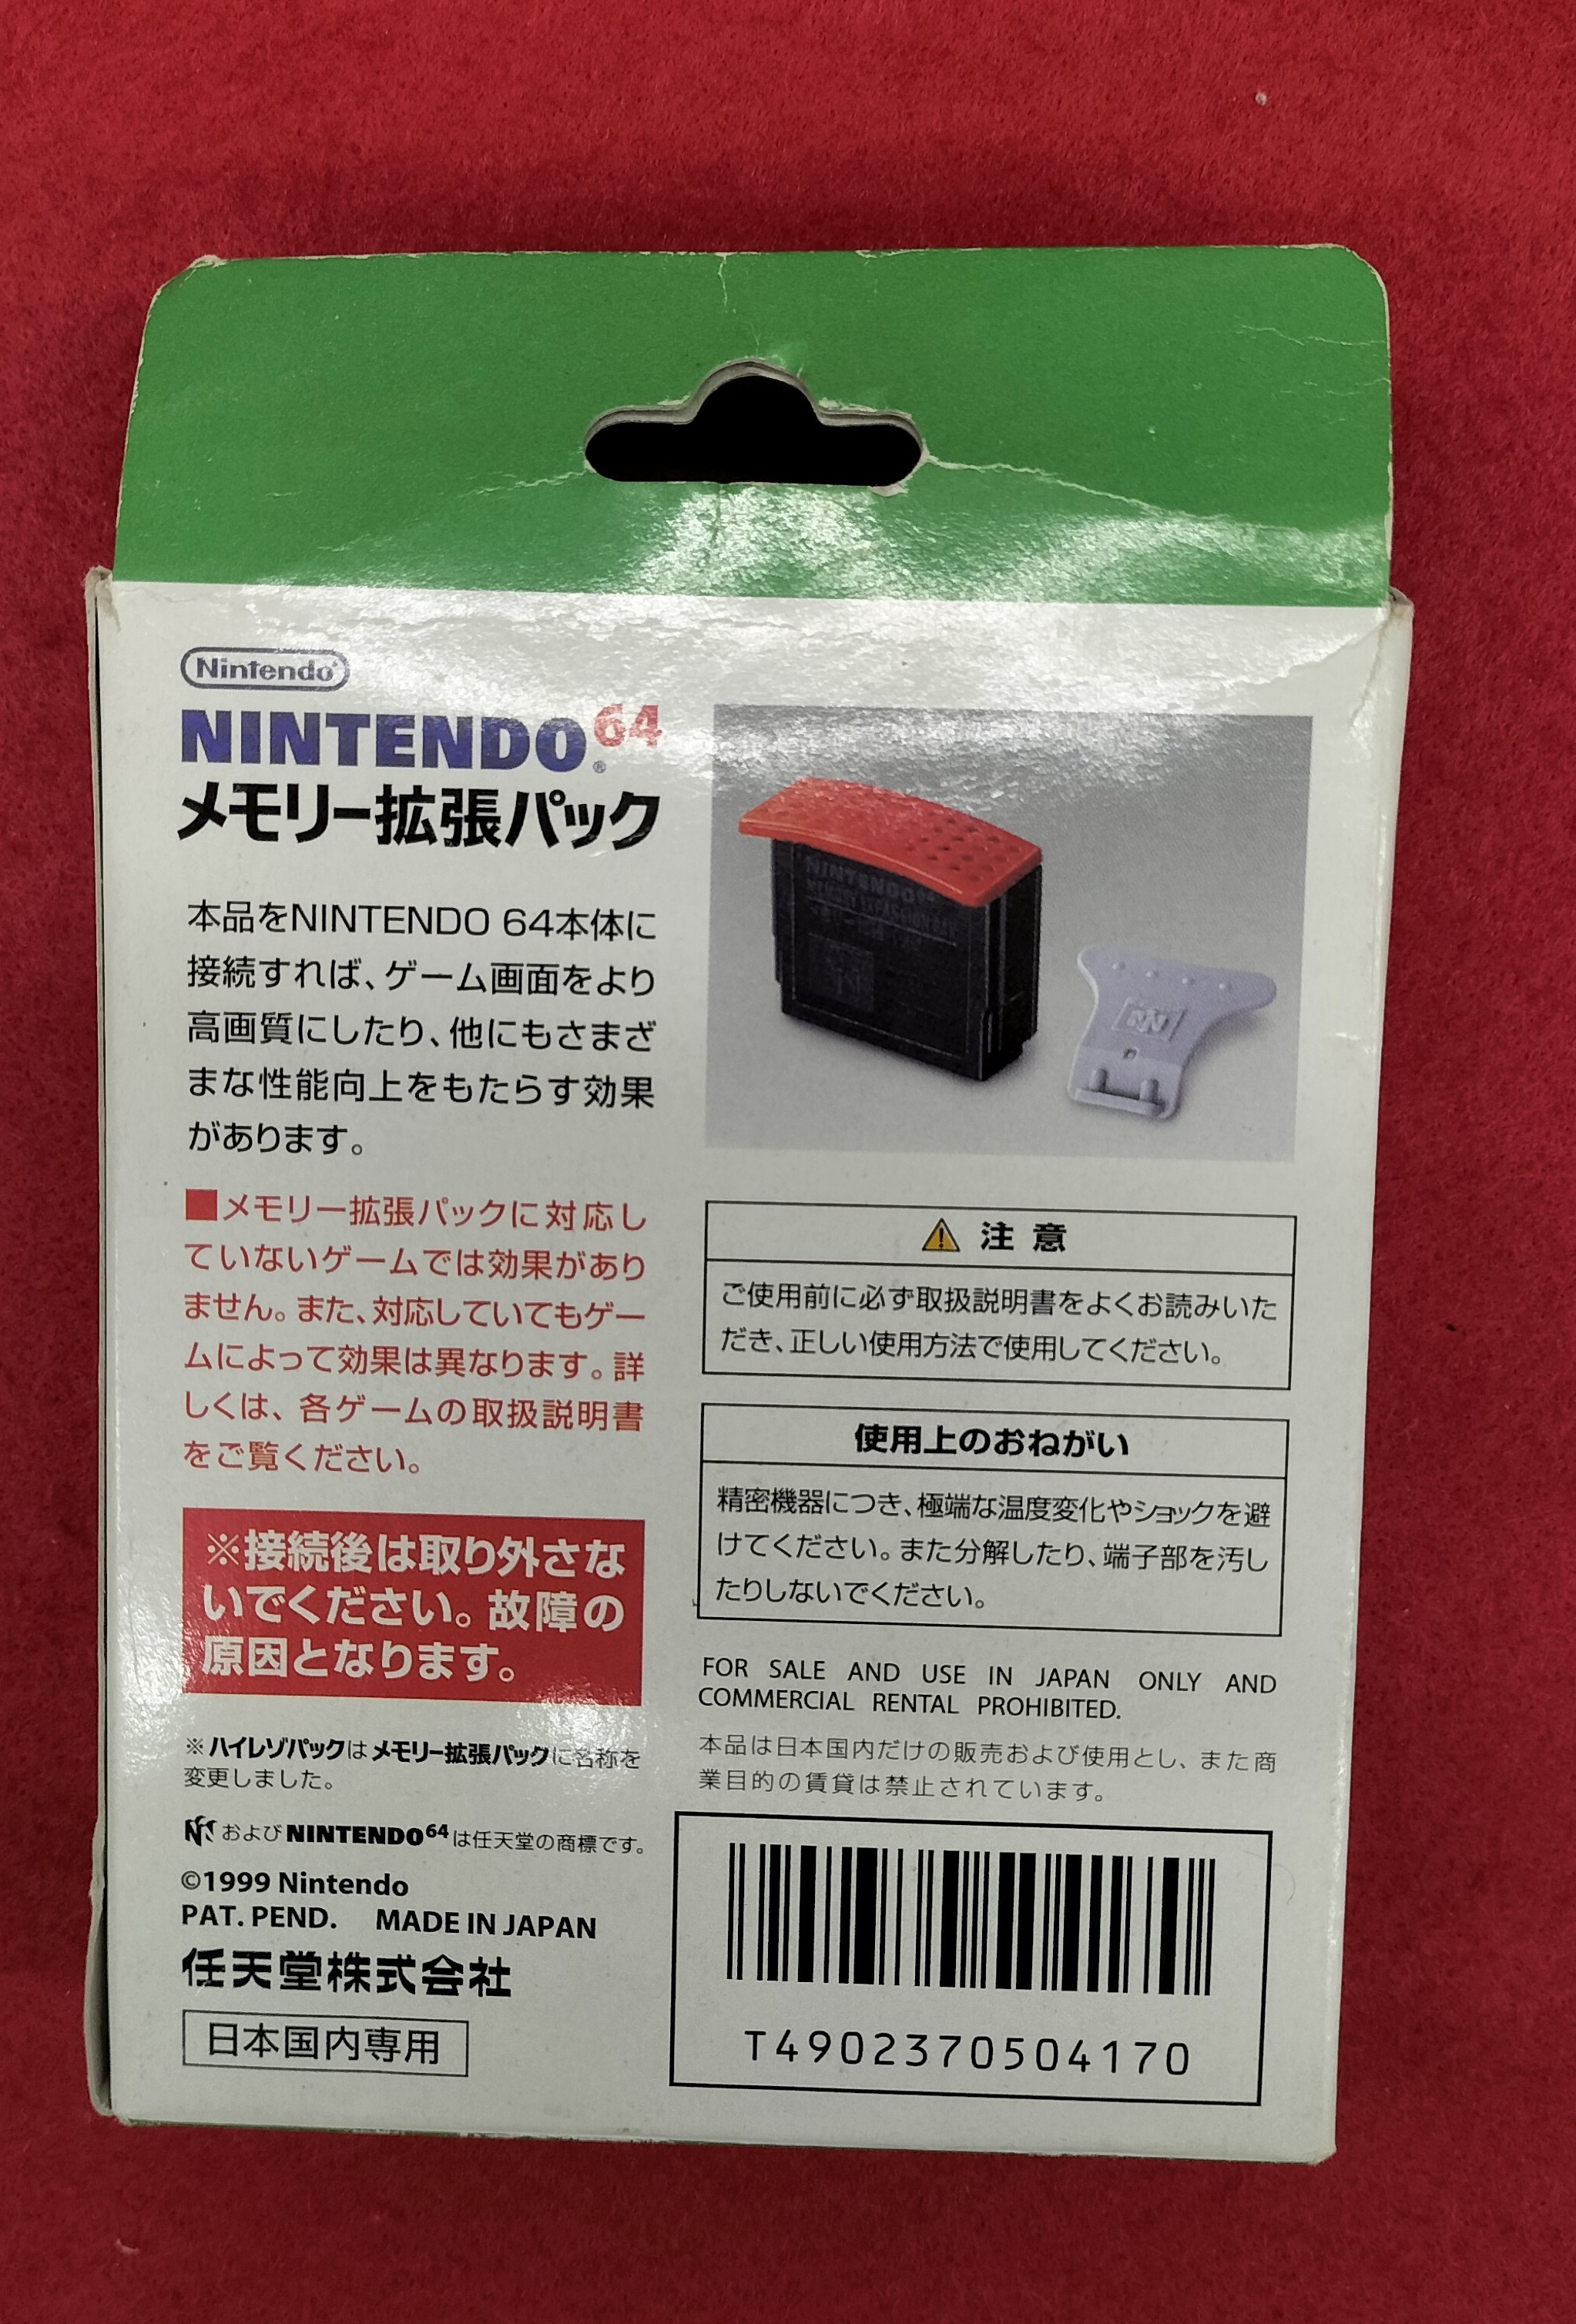 Nintendo
NINTENDO64
メモリー拡張パック
本品をNINTENDO 64本体に
接続すれば、ゲーム画面をより
高画質にしたり、他にもさまざ
まな性能向上をもたらす効果
があります。
■メモリー拡張パックに対応し
ていないゲームでは効果があり
ません。また、対応していてもゲー
ムによって効果は異なります。詳
しくは、各ゲームの取扱説明書
をご覧ください。
※接続後は取り外さな
いでください。故障の
原因となります。
※ハイレゾパックはメモリー拡張パックに名称を
変更しました。
およびNINTENDO64は任天堂の商標です。
©1999 Nintendo
PAT. PEND. MADE IN JAPAN
任天堂株式会社
日本国内専用
NINTENDO64
注意
ご使用前に必ず取扱説明書をよくお読みいた
だき、正しい使用方法で使用してください。
使用上のおねがい
精密機器につき、極端な温度変化やショックを避
けてください。また分解したり、端子部を汚し
たりしないでください。
FOR SALE AND USE IN JAPAN ONLY AND
COMMERCIAL RENTAL PROHIBITED.
本品は日本国内だけの販売および使用とし、また商
業目的の賃貸は禁止されています。
T4902370504170